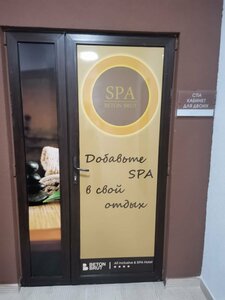 SPA
BETON BRUT
СПА
КАБИНЕТ
ДЛЯ ДВОИХ
Добавьте
SPA
в свой
отдых
BETON
BRUT
All inclusive & SPA Hotel